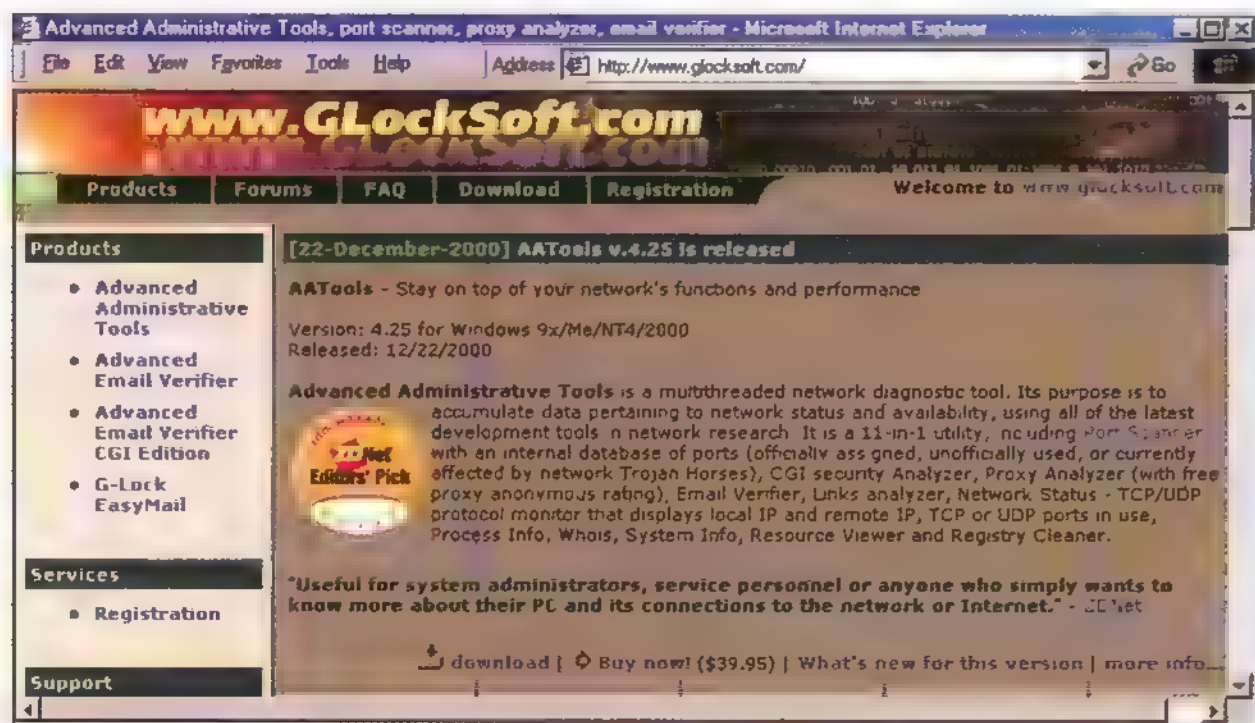 Advanced Administrative Tools, port scanner, proxy analyzer, email verifier - Microsoft Internet Explorer
File Edit View Favorites Tools Help Address http://www.glocksoft.com/ Go
www.GLockSoft.com
Products Forums FAQ Download Registration Welcome to www.glocksoft.com
Products
• Advanced Administrative Tools
• Advanced Email Verifier
• Advanced Email Verifier CGI Edition
• G-Lock EasyMail
Services
• Registration
Support
[22-December-2000] AATools v.4.25 is released
AATools - Stay on top of your network's functions and performance
Version: 4.25 for Windows 9x/Me/NT4/2000
Released: 12/22/2000
Advanced Administrative Tools is a multithreaded network diagnostic tool. Its purpose is to
accumulate data pertaining to network status and availability, using all of the latest
development tools in network research. It is a 11-in-1 utility, including Port Scanner
with an internal database of ports (officially assigned, unofficially used, or currently
affected by network Trojan Horses), CGI security Analyzer, Proxy Analyzer (with free
proxy anonymous rating), Email Verifier, Links analyzer, Network Status - TCP/UDP
protocol monitor that displays local IP and remote IP, TCP or UDP ports in use,
Process Info, Whois, System Info, Resource Viewer and Registry Cleaner.
ZDNet
Editors' Pick
"Useful for system administrators, service personnel or anyone who simply wants to
know more about their PC and its connections to the network or Internet." - ZDNet
download | Buy now! ($39.95) | What's new for this version | more info...